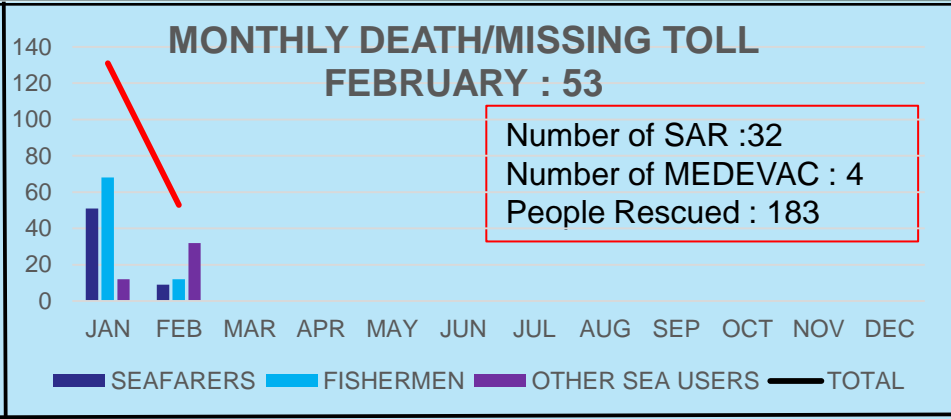 MONTHLY DEATH/MISSING TOLL
FEBRUARY : 53
140
120
100
80
60
40
20
0
Number of SAR :32
Number of MEDEVAC : 4
People Rescued : 183
JAN FEB MAR APR MAY JUN JUL AUG SEP OCT NOV DEC
SEAFARERS FISHERMEN OTHER SEA USERS TOTAL